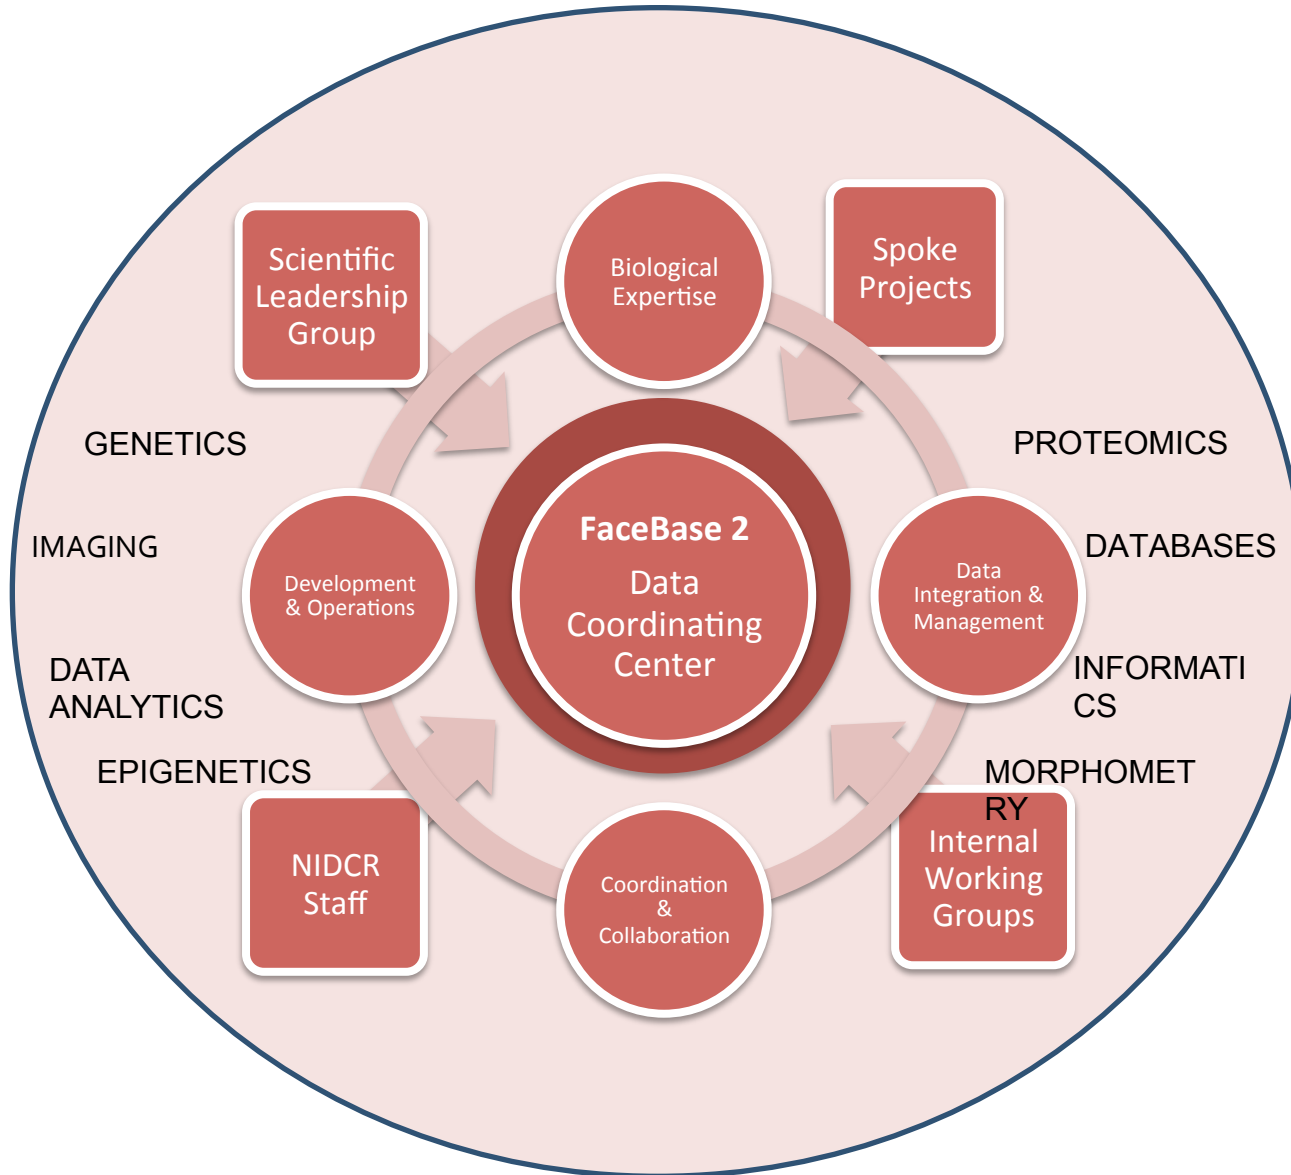 Scientific
Leadership
Group
Biological
Expertise
Spoke
Projects
GENETICS
PROTEOMICS
IMAGING
DATABASES
FaceBase 2
Data
Coordinating
Center
Development
& Operations
Data
Integration &
Management
DATA
ANALYTICS
INFORMATI
CS
EPIGENETICS
MORPHOMET
RY
NIDCR
Staff
Coordination
&
Collaboration
Internal
Working
Groups